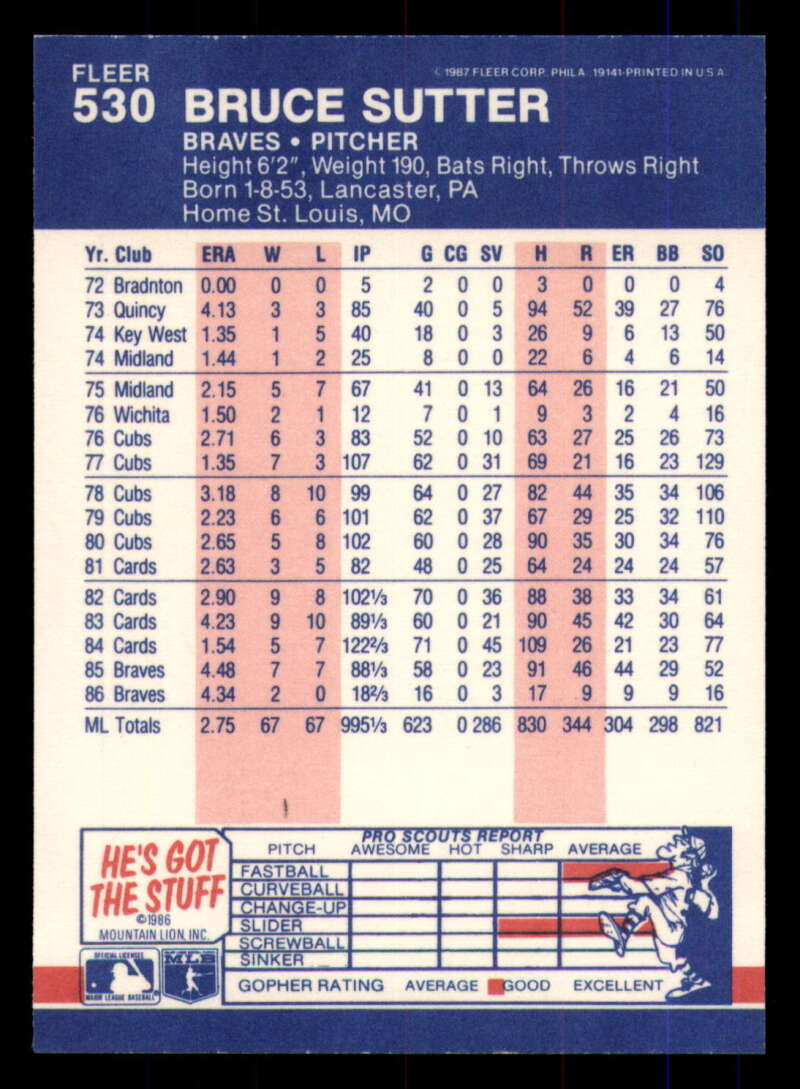 FLEER
© 1987 FLEER CORP. PHILA. 19141-PRINTED IN U.S.A.
530 BRUCE SUTTER
BRAVES • PITCHER
Height 6'2", Weight 190, Bats Right, Throws Right
Born 1-8-53, Lancaster, PA
Home St. Louis, MO
Yr. Club ERA W L IP G CG SV H R ER BB SO
72 Bradnton 0.00 0 0 5 2 0 0 3 0 0 0 4
73 Quincy 4.13 3 3 85 40 0 5 94 52 39 27 76
74 Key West 1.35 1 5 40 18 0 3 26 9 6 13 50
74 Midland 1.44 1 2 25 8 0 0 22 6 4 6 14
75 Midland 2.15 5 7 67 41 0 13 64 26 16 21 50
76 Wichita 1.50 2 1 12 7 0 1 9 3 2 4 16
76 Cubs 2.71 6 3 83 52 0 10 63 27 25 26 73
77 Cubs 1.35 7 3 107 62 0 31 69 21 16 23 129
78 Cubs 3.18 8 10 99 64 0 27 82 44 35 34 106
79 Cubs 2.23 6 6 101 62 0 37 67 29 25 32 110
80 Cubs 2.65 5 8 102 60 0 28 90 35 30 34 76
81 Cards 2.63 3 5 82 48 0 25 64 24 24 24 57
82 Cards 2.90 9 8 102⅓ 70 0 36 88 38 33 34 61
83 Cards 4.23 9 10 89⅓ 60 0 21 90 45 42 30 64
84 Cards 1.54 5 7 122⅔ 71 0 45 109 26 21 23 77
85 Braves 4.48 7 7 88⅓ 58 0 23 91 46 44 29 52
86 Braves 4.34 2 0 18⅔ 16 0 3 17 9 9 9 16
ML Totals 2.75 67 67 995⅓ 623 0 286 830 344 304 298 821
HE'S GOT
THE STUFF
©1986
MOUNTAIN LION, INC.
OFFICIAL LICENSEE
MAJOR LEAGUE BASEBALL
MLB
PRO SCOUTS REPORT
PITCH AWESOME HOT SHARP AVERAGE
FASTBALL
CURVEBALL
CHANGE-UP
SLIDER
SCREWBALL
SINKER
GOPHER RATING AVERAGE GOOD EXCELLENT